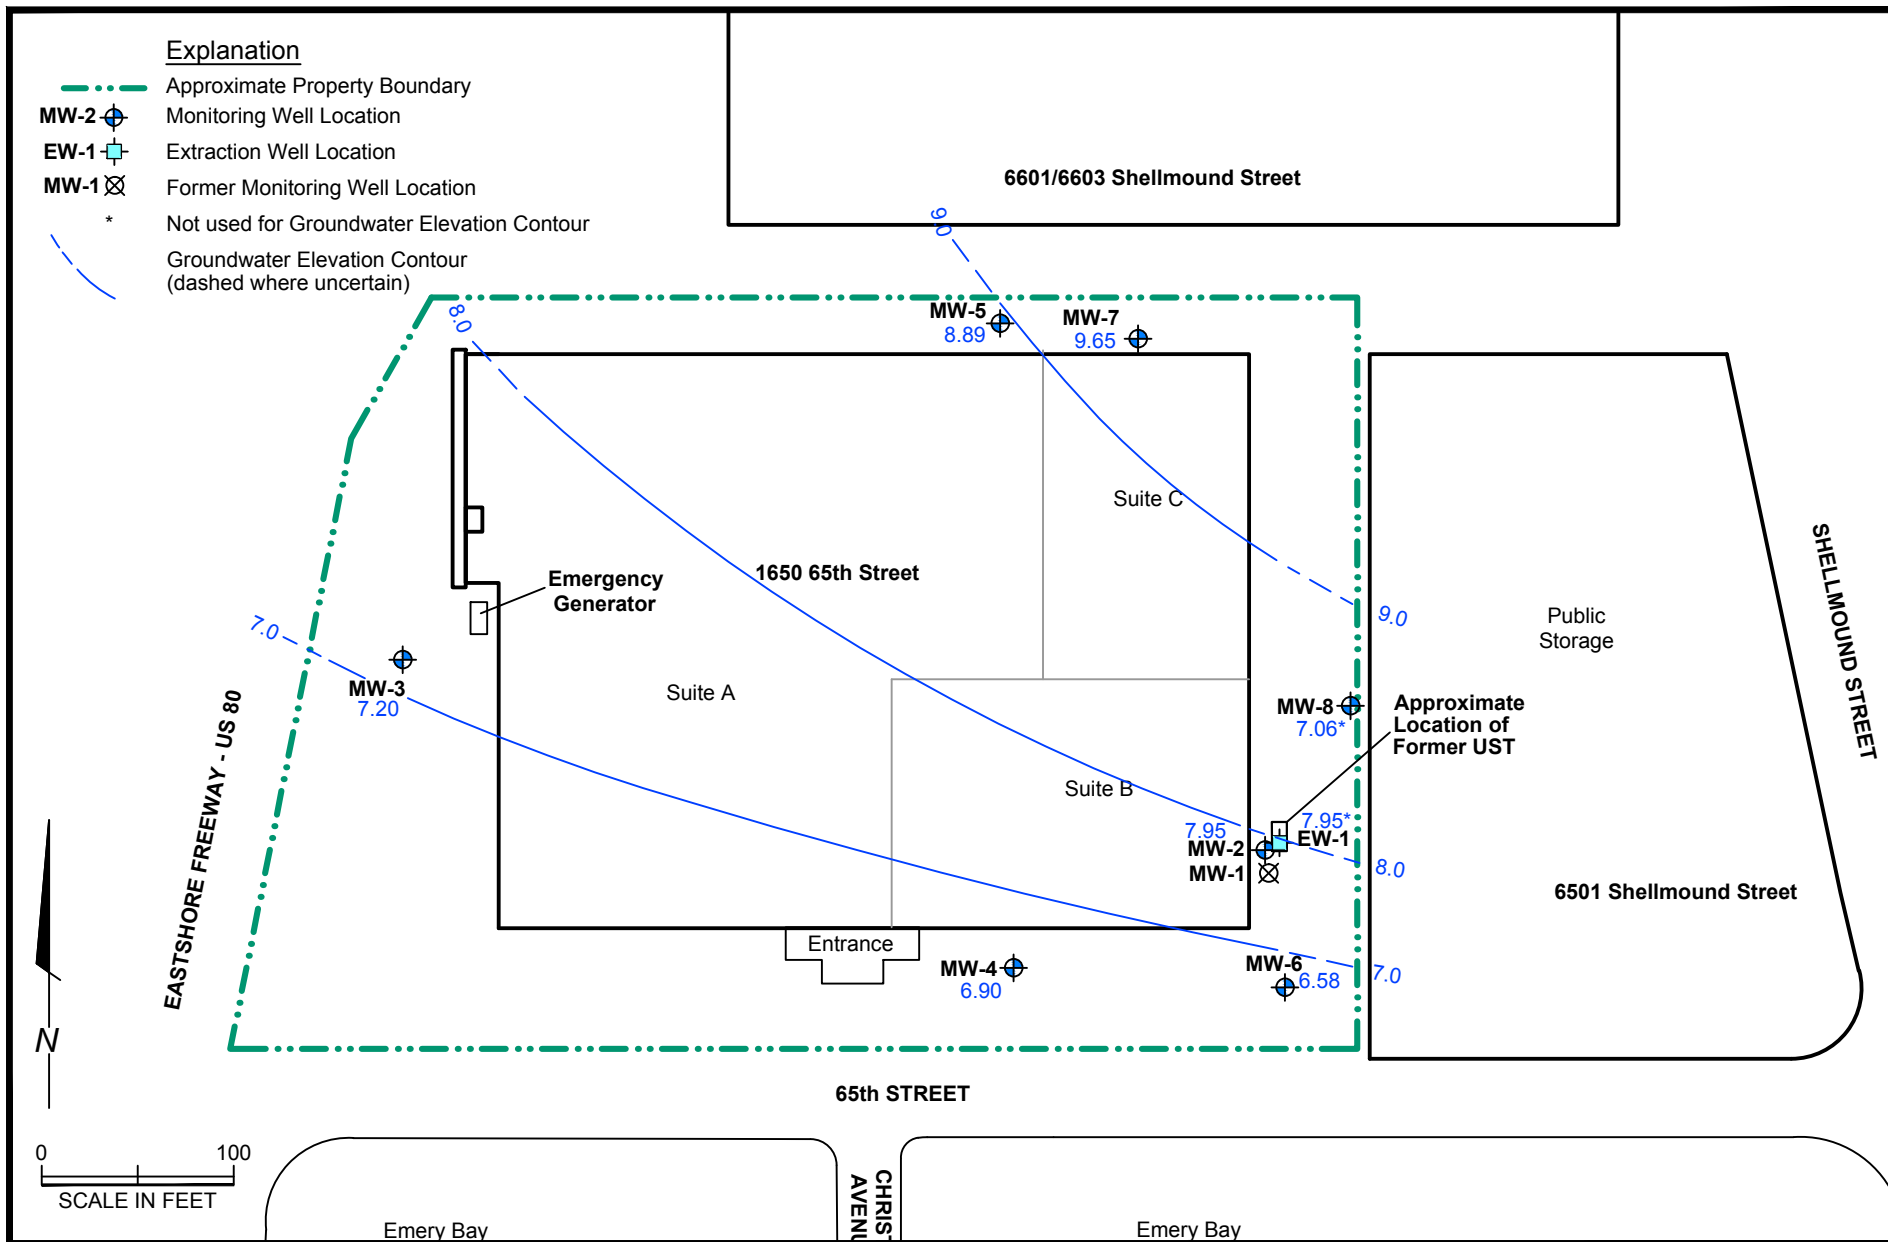 Explanation
Approximate Property Boundary
MW-2
Monitoring Well Location
EW-1
Extraction Well Location
MW-1
Former Monitoring Well Location
*
Not used for Groundwater Elevation Contour
Groundwater Elevation Contour
(dashed where uncertain)
6601/6603 Shellmound Street
9.0
8.0
MW-5
8.89
MW-7
9.65
Suite C
1650 65th Street
Emergency
Generator
7.0
MW-3
7.20
Suite A
9.0
Public
Storage
SHELLMOUND STREET
MW-8
7.06*
Approximate
Location of
Former UST
EASTSHORE FREEWAY - US 80
Suite B
7.95
7.95*
EW-1
MW-2
MW-1
8.0
6501 Shellmound Street
Entrance
MW-4
6.90
MW-6
6.58
7.0
N
65th STREET
0
100
SCALE IN FEET
CHRIST
AVENU
Emery Bay
Emery Bay